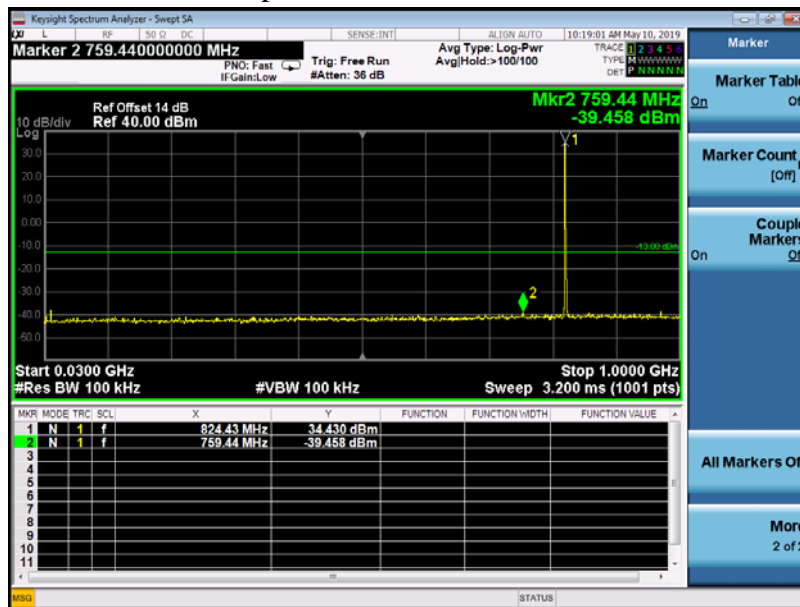 Keysight Spectrum Analyzer - Swept SA
LXI L RF 50 Ω DC SENSE:INT ALIGN AUTO 10:19:01 AM May 10, 2019
Marker 2 759.440000000 MHz
PNO: Fast
IFGain:Low
Trig: Free Run
#Atten: 36 dB
Avg Type: Log-Pwr
Avg|Hold:>100/100
TRACE 1 2 3 4 5 6
TYPE M WWWWW
DET P N N N N N
Ref Offset 14 dB
10 dB/div Ref 40.00 dBm
Log
Mkr2 759.44 MHz
-39.458 dBm
30.0
20.0
10.0
0.00
-10.0
-20.0
-30.0
-40.0
-50.0
1
2
-13.00 dBm
Start 0.0300 GHz Stop 1.0000 GHz
#Res BW 100 kHz #VBW 100 kHz Sweep 3.200 ms (1001 pts)
MKR MODE TRC SCL X Y FUNCTION FUNCTION WIDTH FUNCTION VALUE
1 N 1 f 824.43 MHz 34.430 dBm
2 N 1 f 759.44 MHz -39.458 dBm
3
4
5
6
7
8
9
10
11
MSG STATUS
Marker
Marker Table
On Of
Marker Count
[Off]
Couple
Markers
On Of
All Markers Of
More
2 of 2